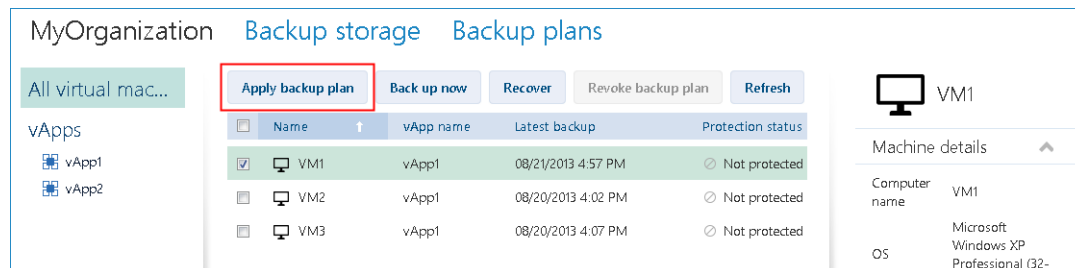 MyOrganization Backup storage Backup plans
All virtual mac...
Apply backup plan Back up now Recover Revoke backup plan Refresh
VM1
vApps
Name vApp name Latest backup Protection status
Machine details
vApp1
VM1 vApp1 08/21/2013 4:57 PM Not protected
vApp2
Computer name VM1
VM2 vApp1 08/20/2013 4:02 PM Not protected
VM3 vApp1 08/20/2013 4:07 PM Not protected
OS Microsoft
Windows XP
Professional (32-